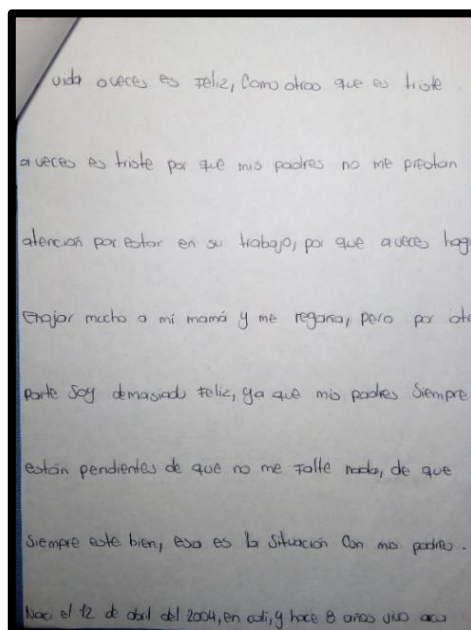 vida aveces es feliz, como otras que es triste
aveces es triste por que mis padres no me prestan
atención por estar en su trabajo, por que aveces hago
enojar mucho a mi mamá y me regaña, pero por otra
parte soy demasiado feliz, ya que mis padres siempre
están pendientes de que no me falte nada, de que
siempre este bien, esa es la situación con mis padres.
Naci el 12 de abril del 2004, en cali, y hace 8 años vivo aca